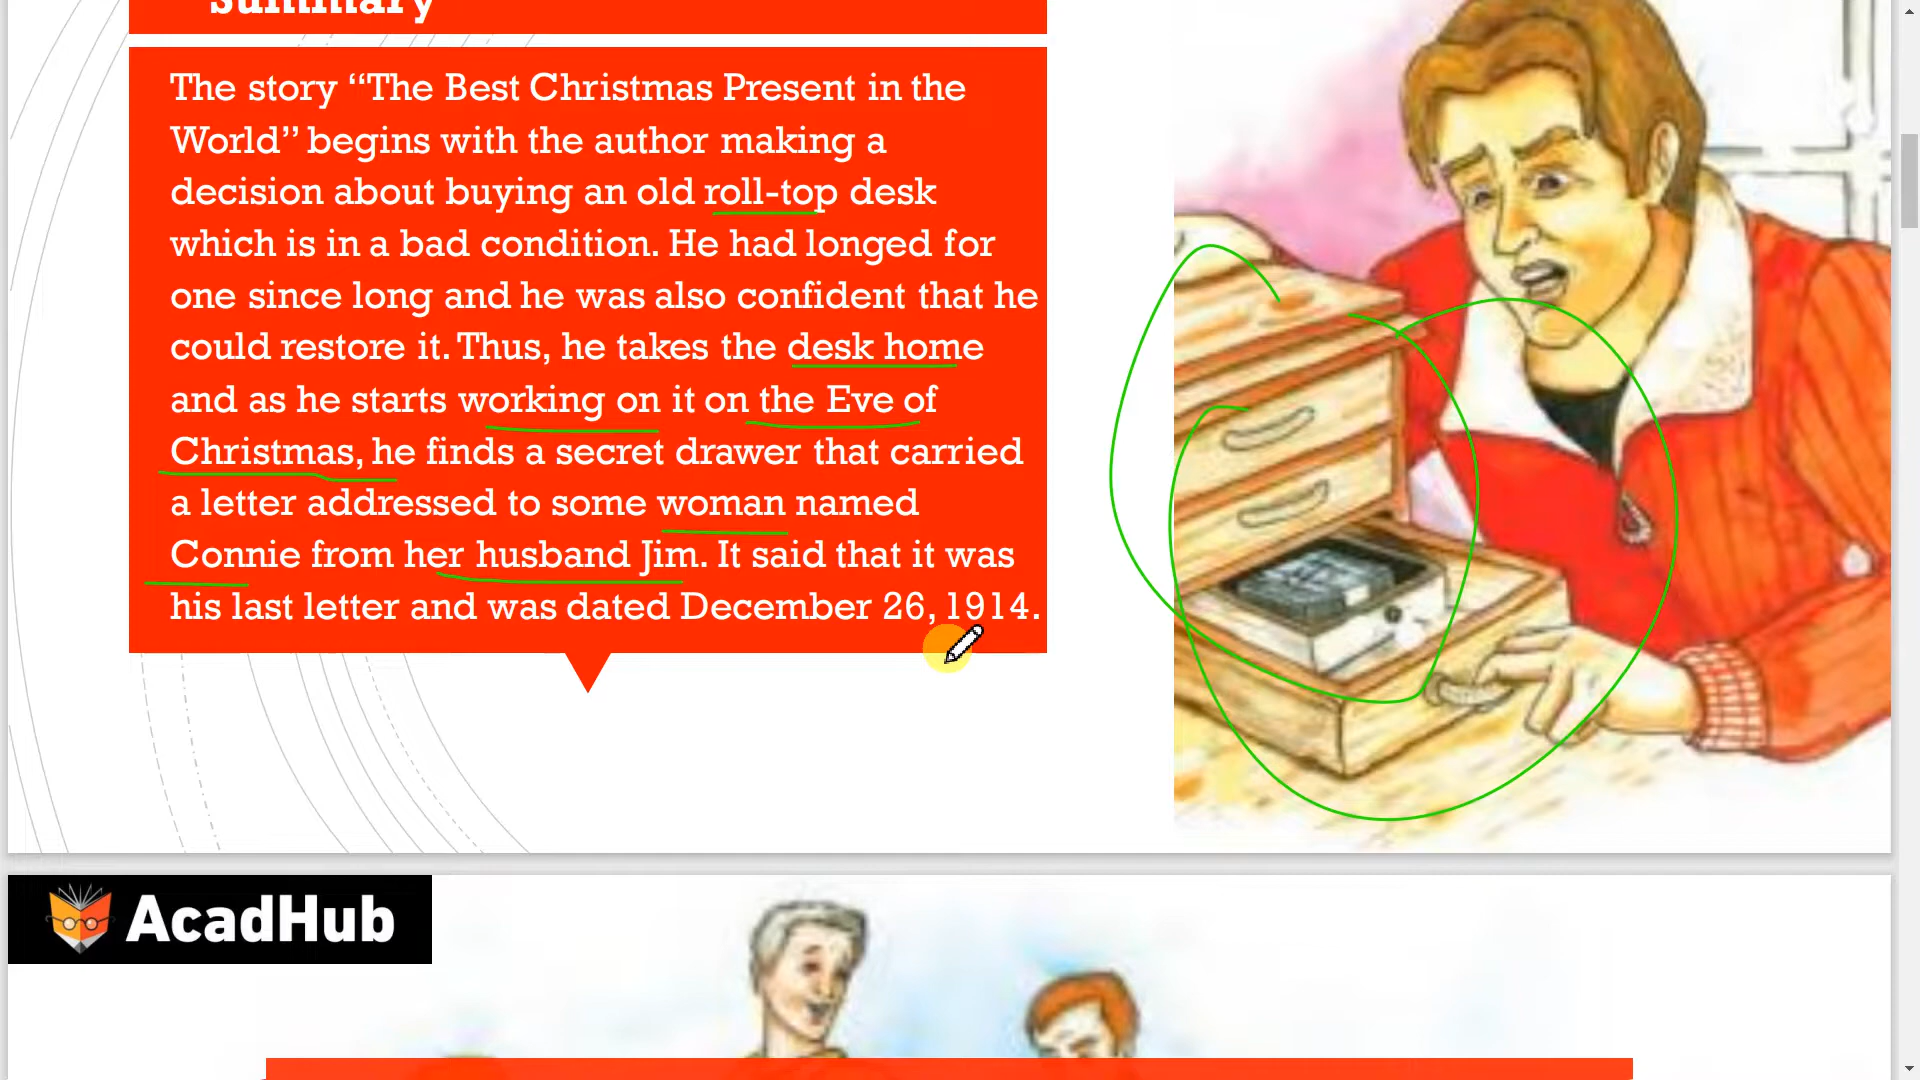 Summary
The story “The Best Christmas Present in the
World” begins with the author making a
decision about buying an old roll-top desk
which is in a bad condition. He had longed for
one since long and he was also confident that he
could restore it. Thus, he takes the desk home
and as he starts working on it on the Eve of
Christmas, he finds a secret drawer that carried
a letter addressed to some woman named
Connie from her husband Jim. It said that it was
his last letter and was dated December 26, 1914.
AcadHub